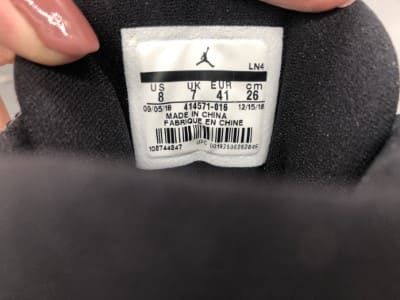 LN4
US UK EUR cm
8 7 41 26
09/05/18 414571-016 12/15/18
MADE IN CHINA
FABRIQUE EN CHINE